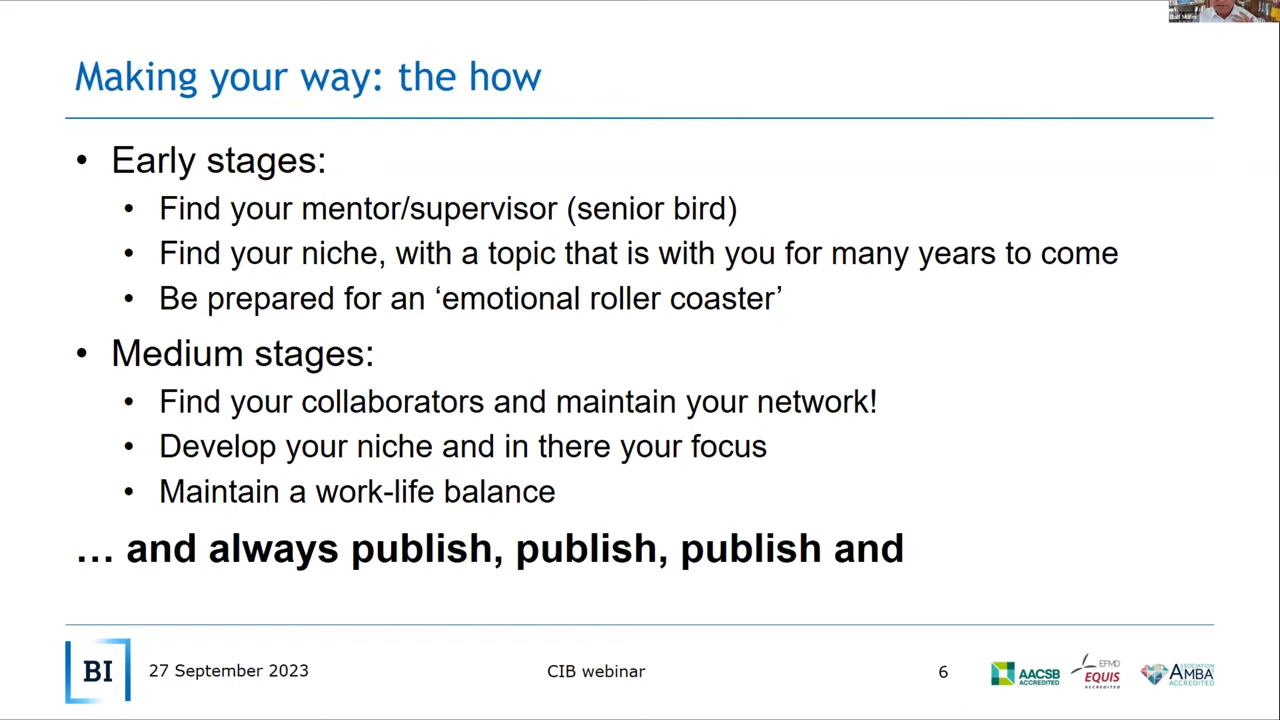 Ralf Müller
Making your way: the how
• Early stages:
• Find your mentor/supervisor (senior bird)
• Find your niche, with a topic that is with you for many years to come
• Be prepared for an ‘emotional roller coaster’
• Medium stages:
• Find your collaborators and maintain your network!
• Develop your niche and in there your focus
• Maintain a work-life balance
… and always publish, publish, publish and
BI
27 September 2023
CIB webinar
6
AACSB
ACCREDITED
EFMD
EQUIS
ACCREDITED
ASSOCIATION
AMBA
ACCREDITED